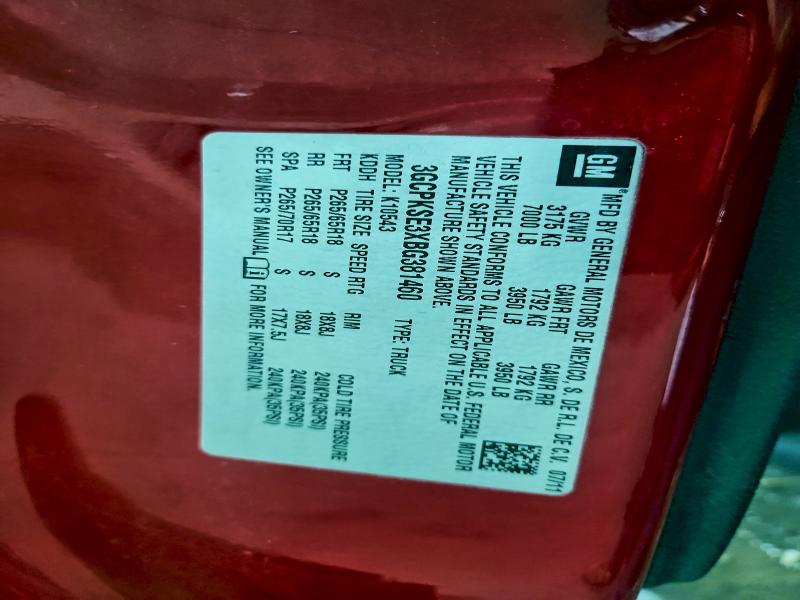 GM ® MFD BY GENERAL MOTORS DE MEXICO, S. DE R.L. DE C.V. 07/11
GVWR GAWR FRT GAWR RR
3175 KG 1792 KG 1792 KG
7000 LB 3950 LB 3950 LB
THIS VEHICLE CONFORMS TO ALL APPLICABLE U.S. FEDERAL MOTOR
VEHICLE SAFETY STANDARDS IN EFFECT ON THE DATE OF
MANUFACTURE SHOWN ABOVE.
3GCPKSE3XBG381460 TYPE: TRUCK
MODEL: K10543
KDDH TIRE SIZE SPEED RTG RIM COLD TIRE PRESSURE
FRT P265/65R18 S 18X8J 240KPA(35PSI)
RR P265/65R18 S 18X8J 240KPA(35PSI)
SPA P265/70R17 S 17X7.5J 240KPA(35PSI)
SEE OWNER'S MANUAL FOR MORE INFORMATION.